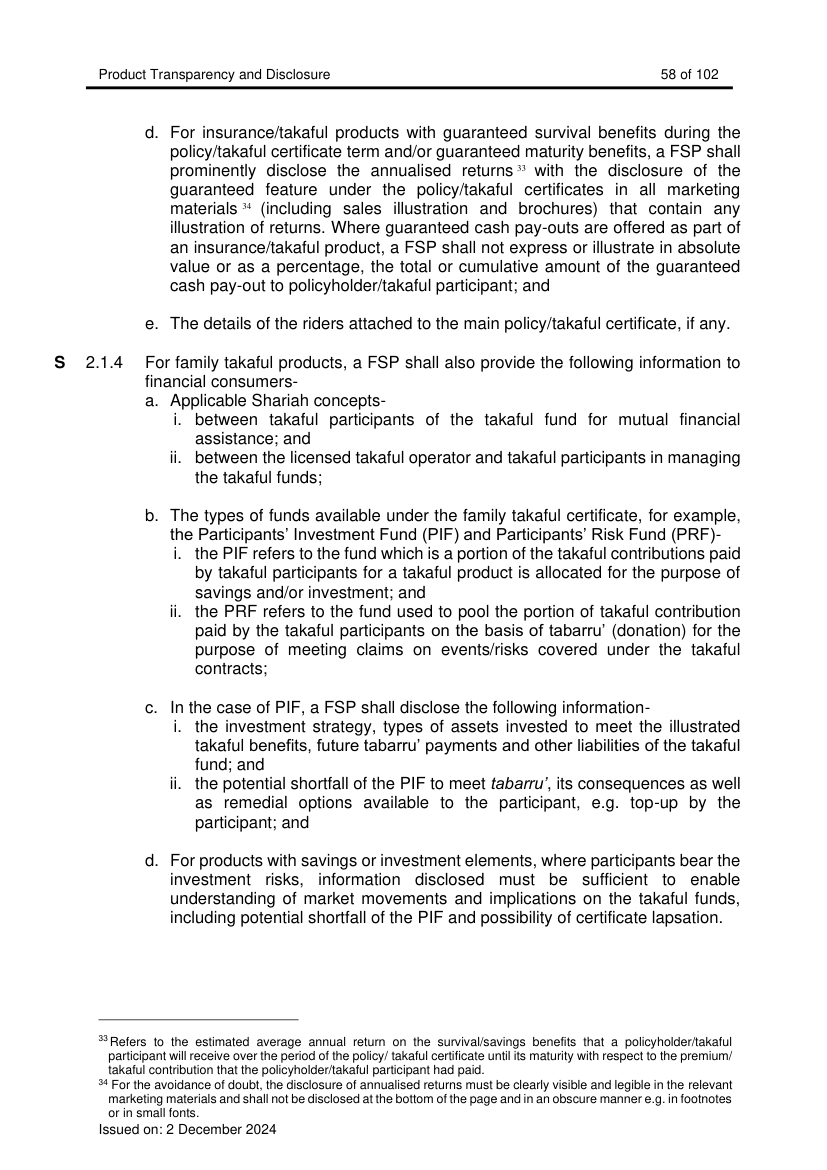 Product Transparency and Disclosure 58 of 102
d. For insurance/takaful products with guaranteed survival benefits during the
policy/takaful certificate term and/or guaranteed maturity benefits, a FSP shall
prominently disclose the annualised returns 33 with the disclosure of the
guaranteed feature under the policy/takaful certificates in all marketing
materials 34 (including sales illustration and brochures) that contain any
illustration of returns. Where guaranteed cash pay-outs are offered as part of
an insurance/takaful product, a FSP shall not express or illustrate in absolute
value or as a percentage, the total or cumulative amount of the guaranteed
cash pay-out to policyholder/takaful participant; and
e. The details of the riders attached to the main policy/takaful certificate, if any.
S 2.1.4 For family takaful products, a FSP shall also provide the following information to
financial consumers-
a. Applicable Shariah concepts-
i. between takaful participants of the takaful fund for mutual financial
assistance; and
ii. between the licensed takaful operator and takaful participants in managing
the takaful funds;
b. The types of funds available under the family takaful certificate, for example,
the Participants’ Investment Fund (PIF) and Participants’ Risk Fund (PRF)-
i. the PIF refers to the fund which is a portion of the takaful contributions paid
by takaful participants for a takaful product is allocated for the purpose of
savings and/or investment; and
ii. the PRF refers to the fund used to pool the portion of takaful contribution
paid by the takaful participants on the basis of tabarru’ (donation) for the
purpose of meeting claims on events/risks covered under the takaful
contracts;
c. In the case of PIF, a FSP shall disclose the following information-
i. the investment strategy, types of assets invested to meet the illustrated
takaful benefits, future tabarru’ payments and other liabilities of the takaful
fund; and
ii. the potential shortfall of the PIF to meet tabarru’, its consequences as well
as remedial options available to the participant, e.g. top-up by the
participant; and
d. For products with savings or investment elements, where participants bear the
investment risks, information disclosed must be sufficient to enable
understanding of market movements and implications on the takaful funds,
including potential shortfall of the PIF and possibility of certificate lapsation.
33 Refers to the estimated average annual return on the survival/savings benefits that a policyholder/takaful
participant will receive over the period of the policy/ takaful certificate until its maturity with respect to the premium/
takaful contribution that the policyholder/takaful participant had paid.
34 For the avoidance of doubt, the disclosure of annualised returns must be clearly visible and legible in the relevant
marketing materials and shall not be disclosed at the bottom of the page and in an obscure manner e.g. in footnotes
or in small fonts.
Issued on: 2 December 2024